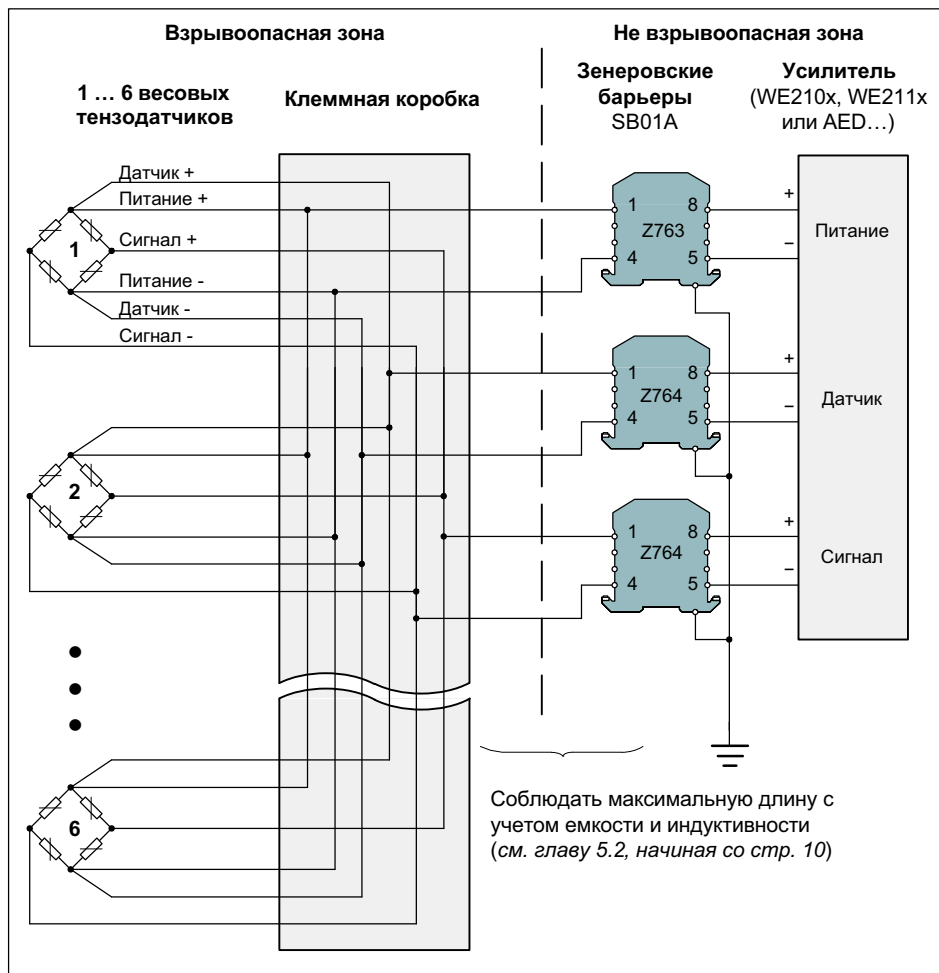 Взрывоопасная зона
Не взрывоопасная зона
1 ... 6 весовых
тензодатчиков
Клеммная коробка
Зенеровские
барьеры
SB01A
Усилитель
(WE210x, WE211x
или AED...)
Датчик +
Питание +
Сигнал +
Питание -
Датчик -
Сигнал -
1
1 8
Z763
4 5
+
Питание
−
1 8
Z764
4 5
+
Датчик
−
2
1 8
Z764
4 5
+
Сигнал
−
6
Соблюдать максимальную длину с
учетом емкости и индуктивности
(см. главу 5.2, начиная со стр. 10)